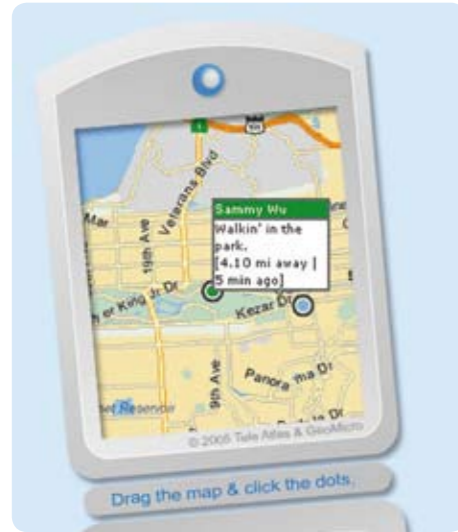 Veterans Blvd
Sammy Wu
Walkin' in the
park.
[4.10 mi away |
5 min ago]
Mar
19th Ave
er King Jr Dr
Kezar Dr
9th Ave
Panora ma Dr
Reservoir
© 2005 Tele Atlas & GeoMicro
Drag the map & click the dots.